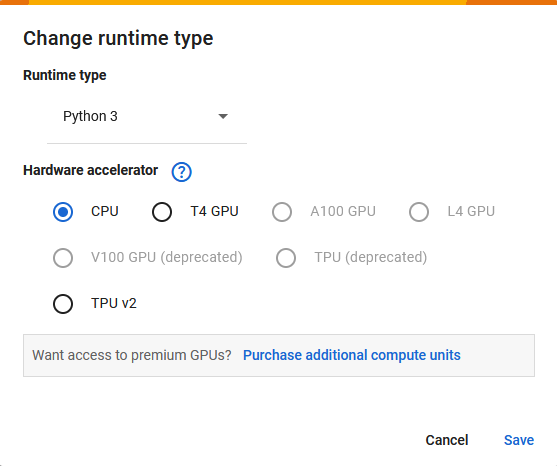 Change runtime type
Runtime type
Python 3
Hardware accelerator ?
CPU T4 GPU A100 GPU L4 GPU
V100 GPU (deprecated) TPU (deprecated)
TPU v2
Want access to premium GPUs? Purchase additional compute units
Cancel Save